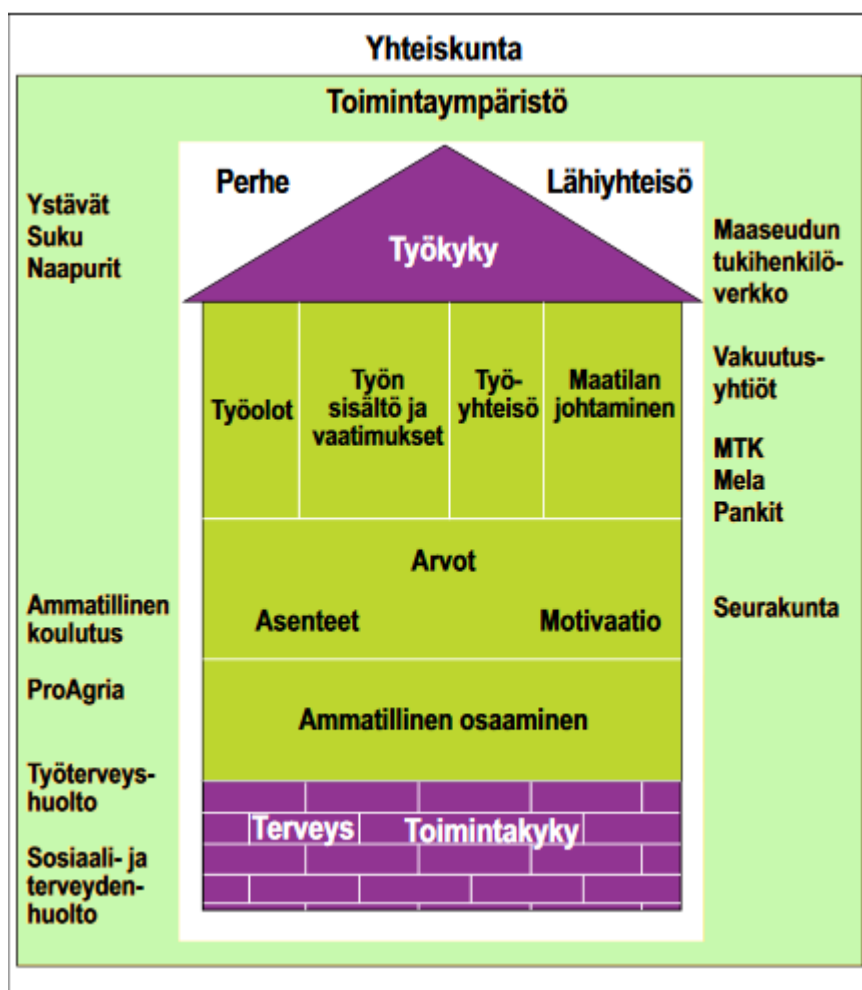 Yhteiskunta
Toimintaympäristö
Perhe
Lähiyhteisö
Ystävät
Suku
Naapurit
Työkyky
Maaseudun
tukihenkilö-
verkko
Työolot
Työn
sisältö ja
vaatimukset
Työ-
yhteisö
Maatilan
johtaminen
Vakuutus-
yhtiöt
MTK
Mela
Pankit
Arvot
Asenteet
Motivaatio
Ammatillinen
koulutus
Seurakunta
ProAgria
Ammatillinen osaaminen
Työterveys-
huolto
Terveys
Toimintakyky
Sosiaali- ja
terveyden-
huolto